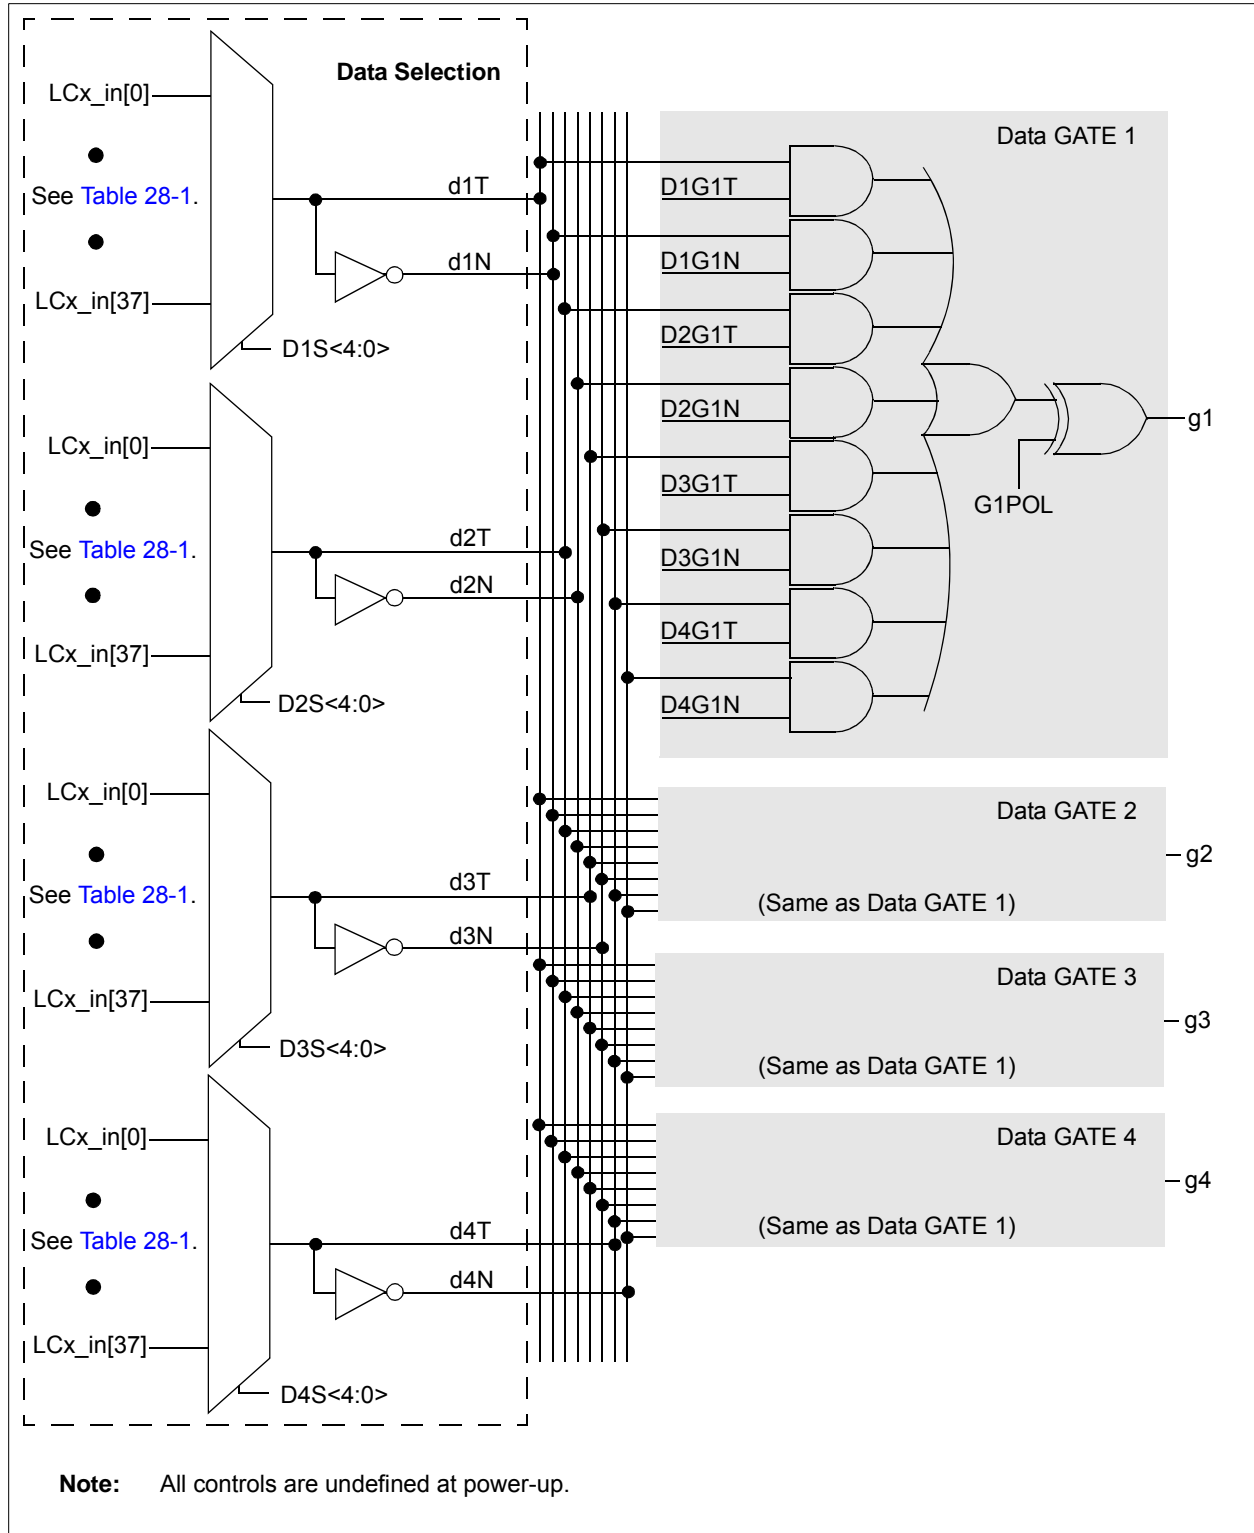 Data Selection
LCx_in[0]
See Table 28-1.
LCx_in[37]
D1S<4:0>
d1T
d1N
LCx_in[0]
See Table 28-1.
LCx_in[37]
D2S<4:0>
d2T
d2N
LCx_in[0]
See Table 28-1.
LCx_in[37]
D3S<4:0>
d3T
d3N
LCx_in[0]
See Table 28-1.
LCx_in[37]
D4S<4:0>
d4T
d4N
Data GATE 1
D1G1T
D1G1N
D2G1T
D2G1N
D3G1T
D3G1N
D4G1T
D4G1N
G1POL
g1
Data GATE 2
(Same as Data GATE 1)
g2
Data GATE 3
(Same as Data GATE 1)
g3
Data GATE 4
(Same as Data GATE 1)
g4
Note: All controls are undefined at power-up.